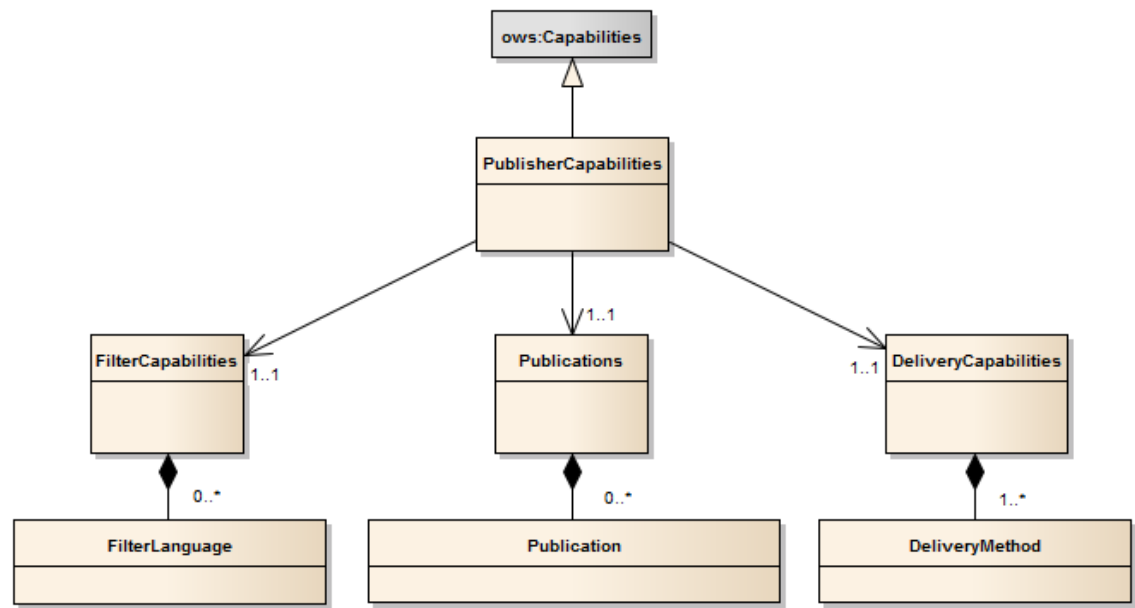 ows:Capabilities
PublisherCapabilities
1..1
FilterCapabilities
Publications
DeliveryCapabilities
1..1
1..1
0..*
0..*
1..*
FilterLanguage
Publication
DeliveryMethod